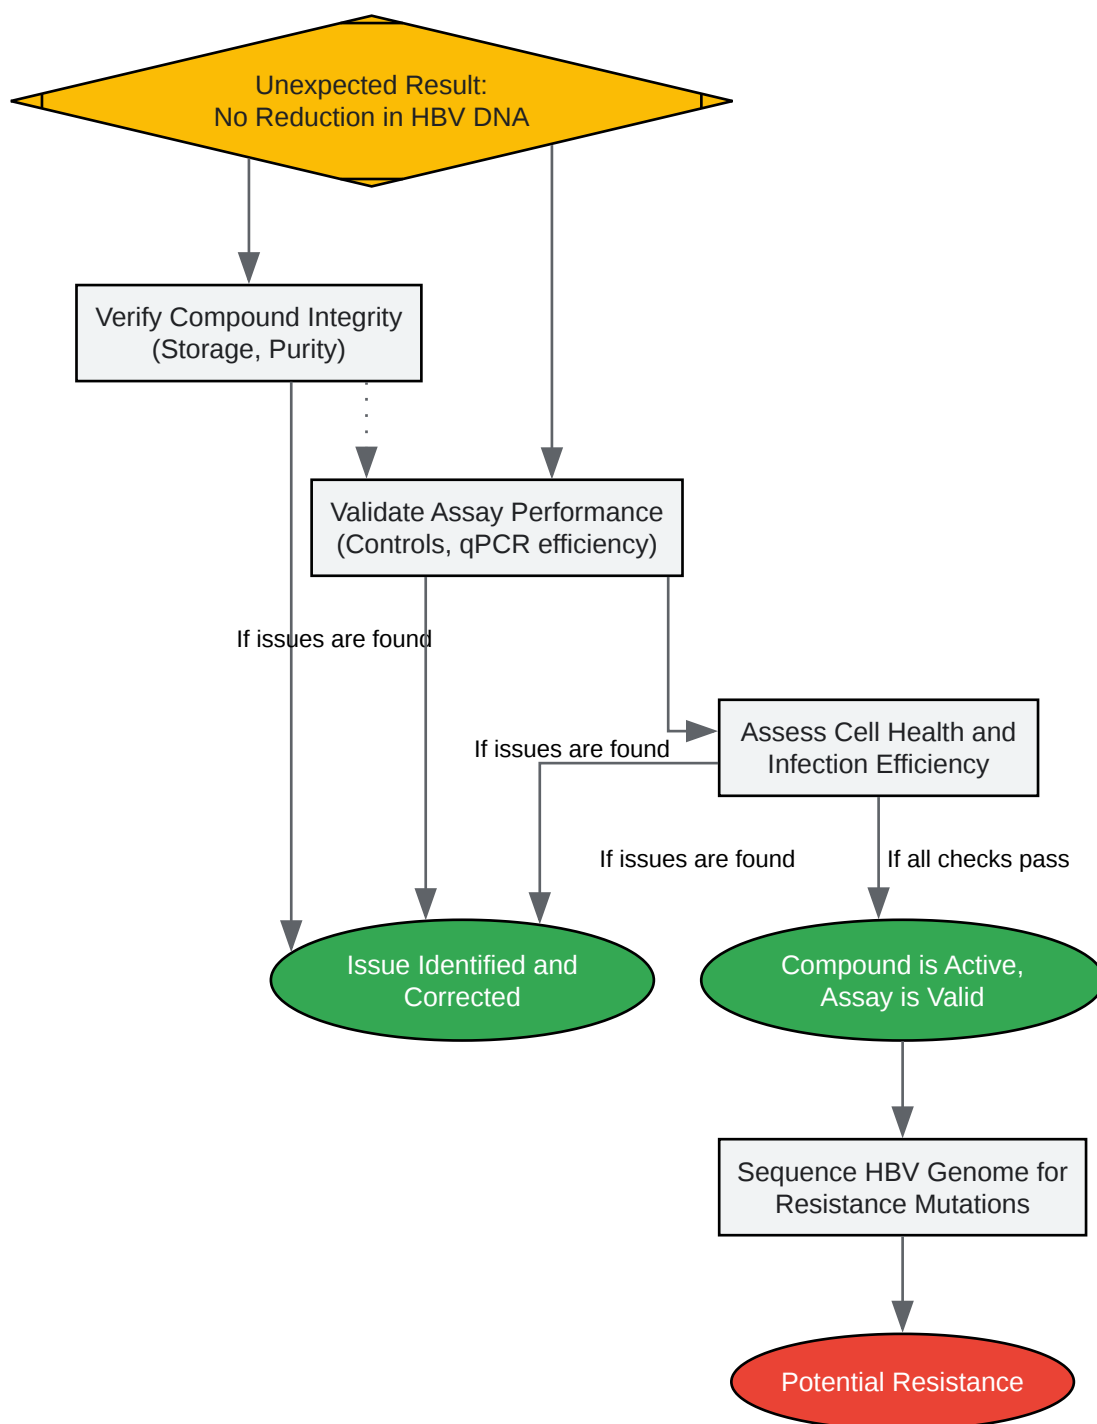 Unexpected Result:
No Reduction in HBV DNA
Verify Compound Integrity
(Storage, Purity)
Validate Assay Performance
(Controls, qPCR efficiency)
If issues are found
Assess Cell Health and
Infection Efficiency
If issues are found
If issues are found
If all checks pass
Issue Identified and
Corrected
Compound is Active,
Assay is Valid
Sequence HBV Genome for
Resistance Mutations
Potential Resistance